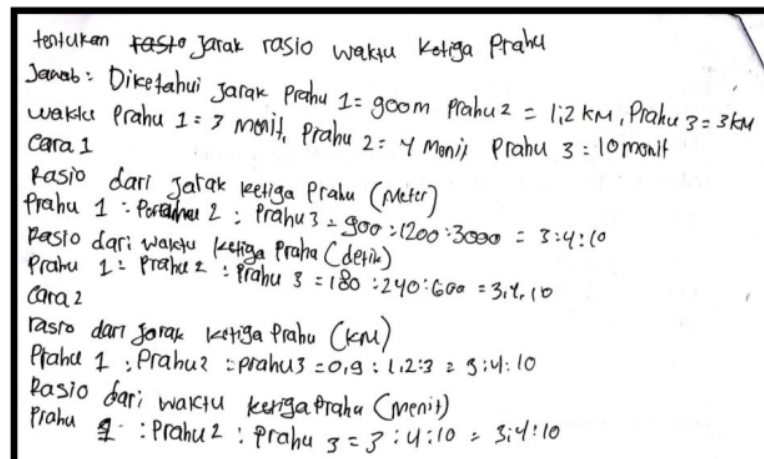 tentukan rasio jarak rasio waktu ketiga Prahu
Jawab: Diketahui jarak Prahu 1= 900m Prahu 2 = 1,2 KM, Prahu 3 = 3 KM
waktu Prahu 1 = 3 menit, Prahu 2 = 4 Menit Prahu 3 = 10 menit
Cara 1
Rasio dari jarak ketiga Prahu (Meter)
Prahu 1 : 2 : Prahu 3 = 900 : 1200 : 3000 = 3:4:10
Rasio dari waktu ketiga Prahu (detik)
Prahu 1 : Prahu 2 : Prahu 3 = 180 : 240 : 600 = 3,4,10
Cara 2
rasio dari jarak ketiga Prahu (KM)
Prahu 1 : Prahu 2 : prahu 3 = 0,9 : 1,2 : 3 = 3:4:10
Rasio dari waktu ketiga Prahu (Menit)
Prahu 1 : Prahu 2 : Prahu 3 = 3 : 4 : 10 = 3:4:10